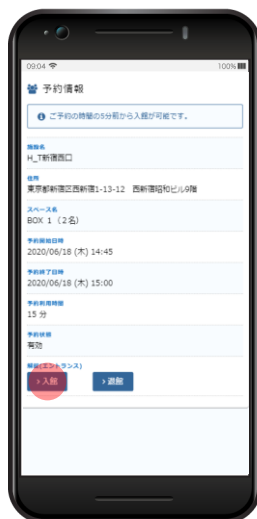 09:04
100%
予約情報
ご予約の時間の5分前から入館が可能です。
施設名
H_T新宿西口
住所
東京都新宿区西新宿1-13-12 西新宿昭和ビル9階
スペース名
BOX 1（2名）
予約開始日時
2020/06/18 (木) 14:45
予約終了日時
2020/06/18 (木) 15:00
予約利用時間
15 分
予約状態
有効
解錠(エントランス)
› 入館
› 退館